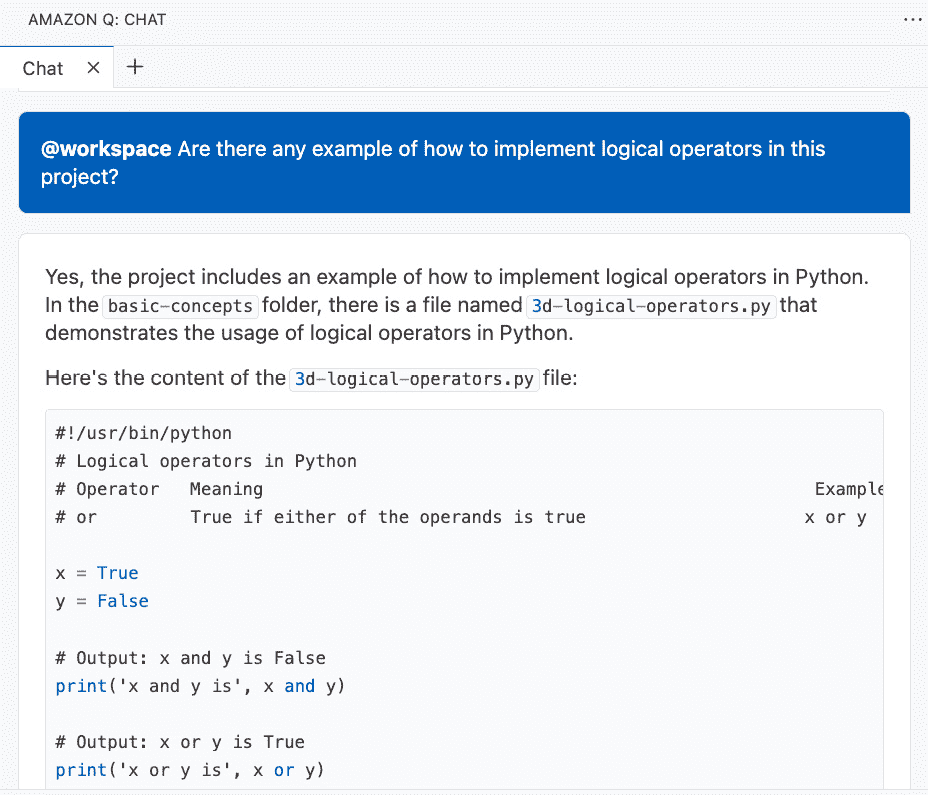 AMAZON Q: CHAT
Chat
@workspace Are there any example of how to implement logical operators in this
project?
Yes, the project includes an example of how to implement logical operators in Python.
In the basic-concepts folder, there is a file named 3d-logical-operators.py that
demonstrates the usage of logical operators in Python.
Here's the content of the 3d-logical-operators.py file:
#!/usr/bin/python
# Logical operators in Python
# Operator   Meaning   Example
# or   True if either of the operands is true   x or y
x = True
y = False
# Output: x and y is False
print('x and y is', x and y)
# Output: x or y is True
print('x or y is', x or y)